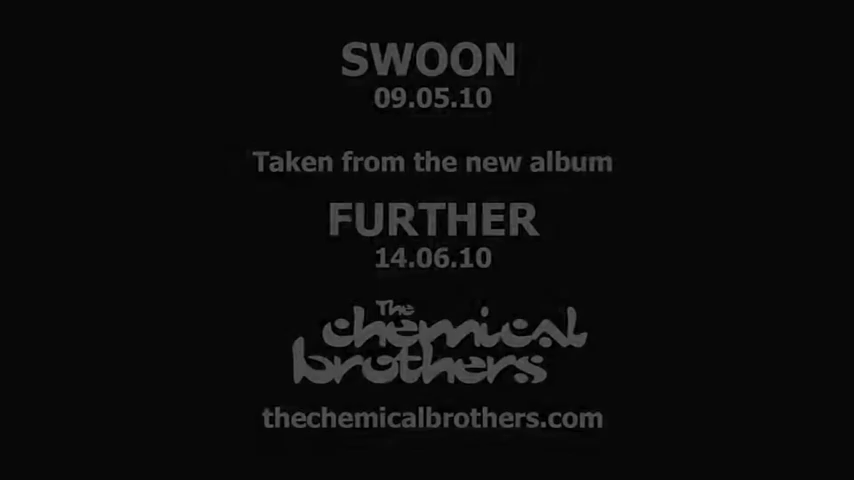 SWOON
09.05.10
Taken from the new album
FURTHER
14.06.10
The
chemical
brothers
thechemicalbrothers.com